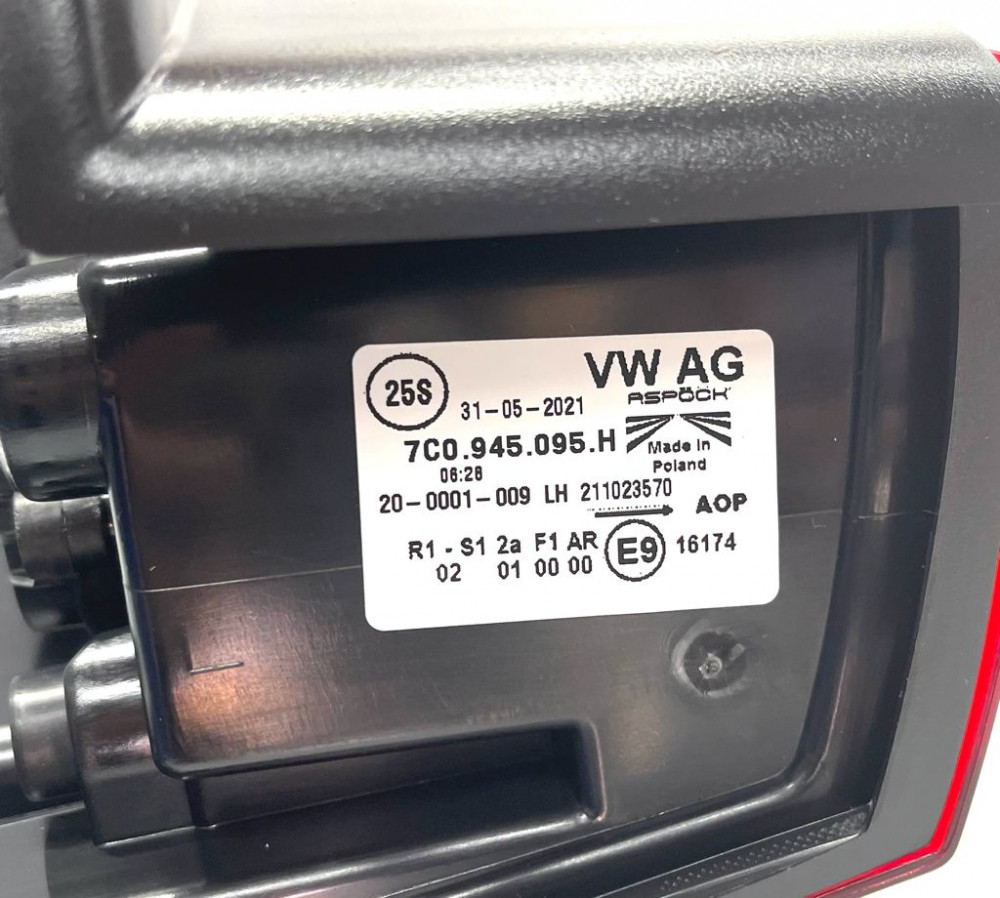 25S
31-05-2021
VW AG
ASPÖCK
7C0.945.095.H
Made in
Poland
06:28
20-0001-009 LH 211023570
AOP
R1 - S1 2a F1 AR
02 01 00 00
E9
16174